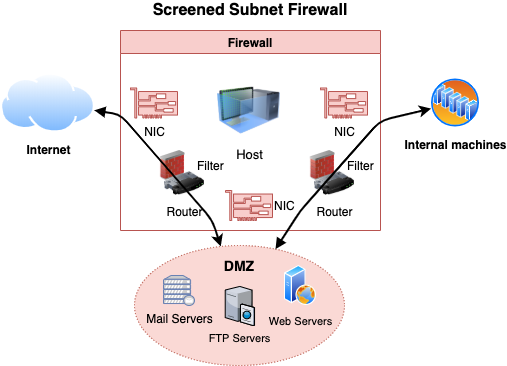 Screened Subnet Firewall
Firewall
NIC
NIC
Internet
Host
Internal machines
Filter
Filter
Router
NIC
Router
DMZ
Mail Servers
FTP Servers
Web Servers